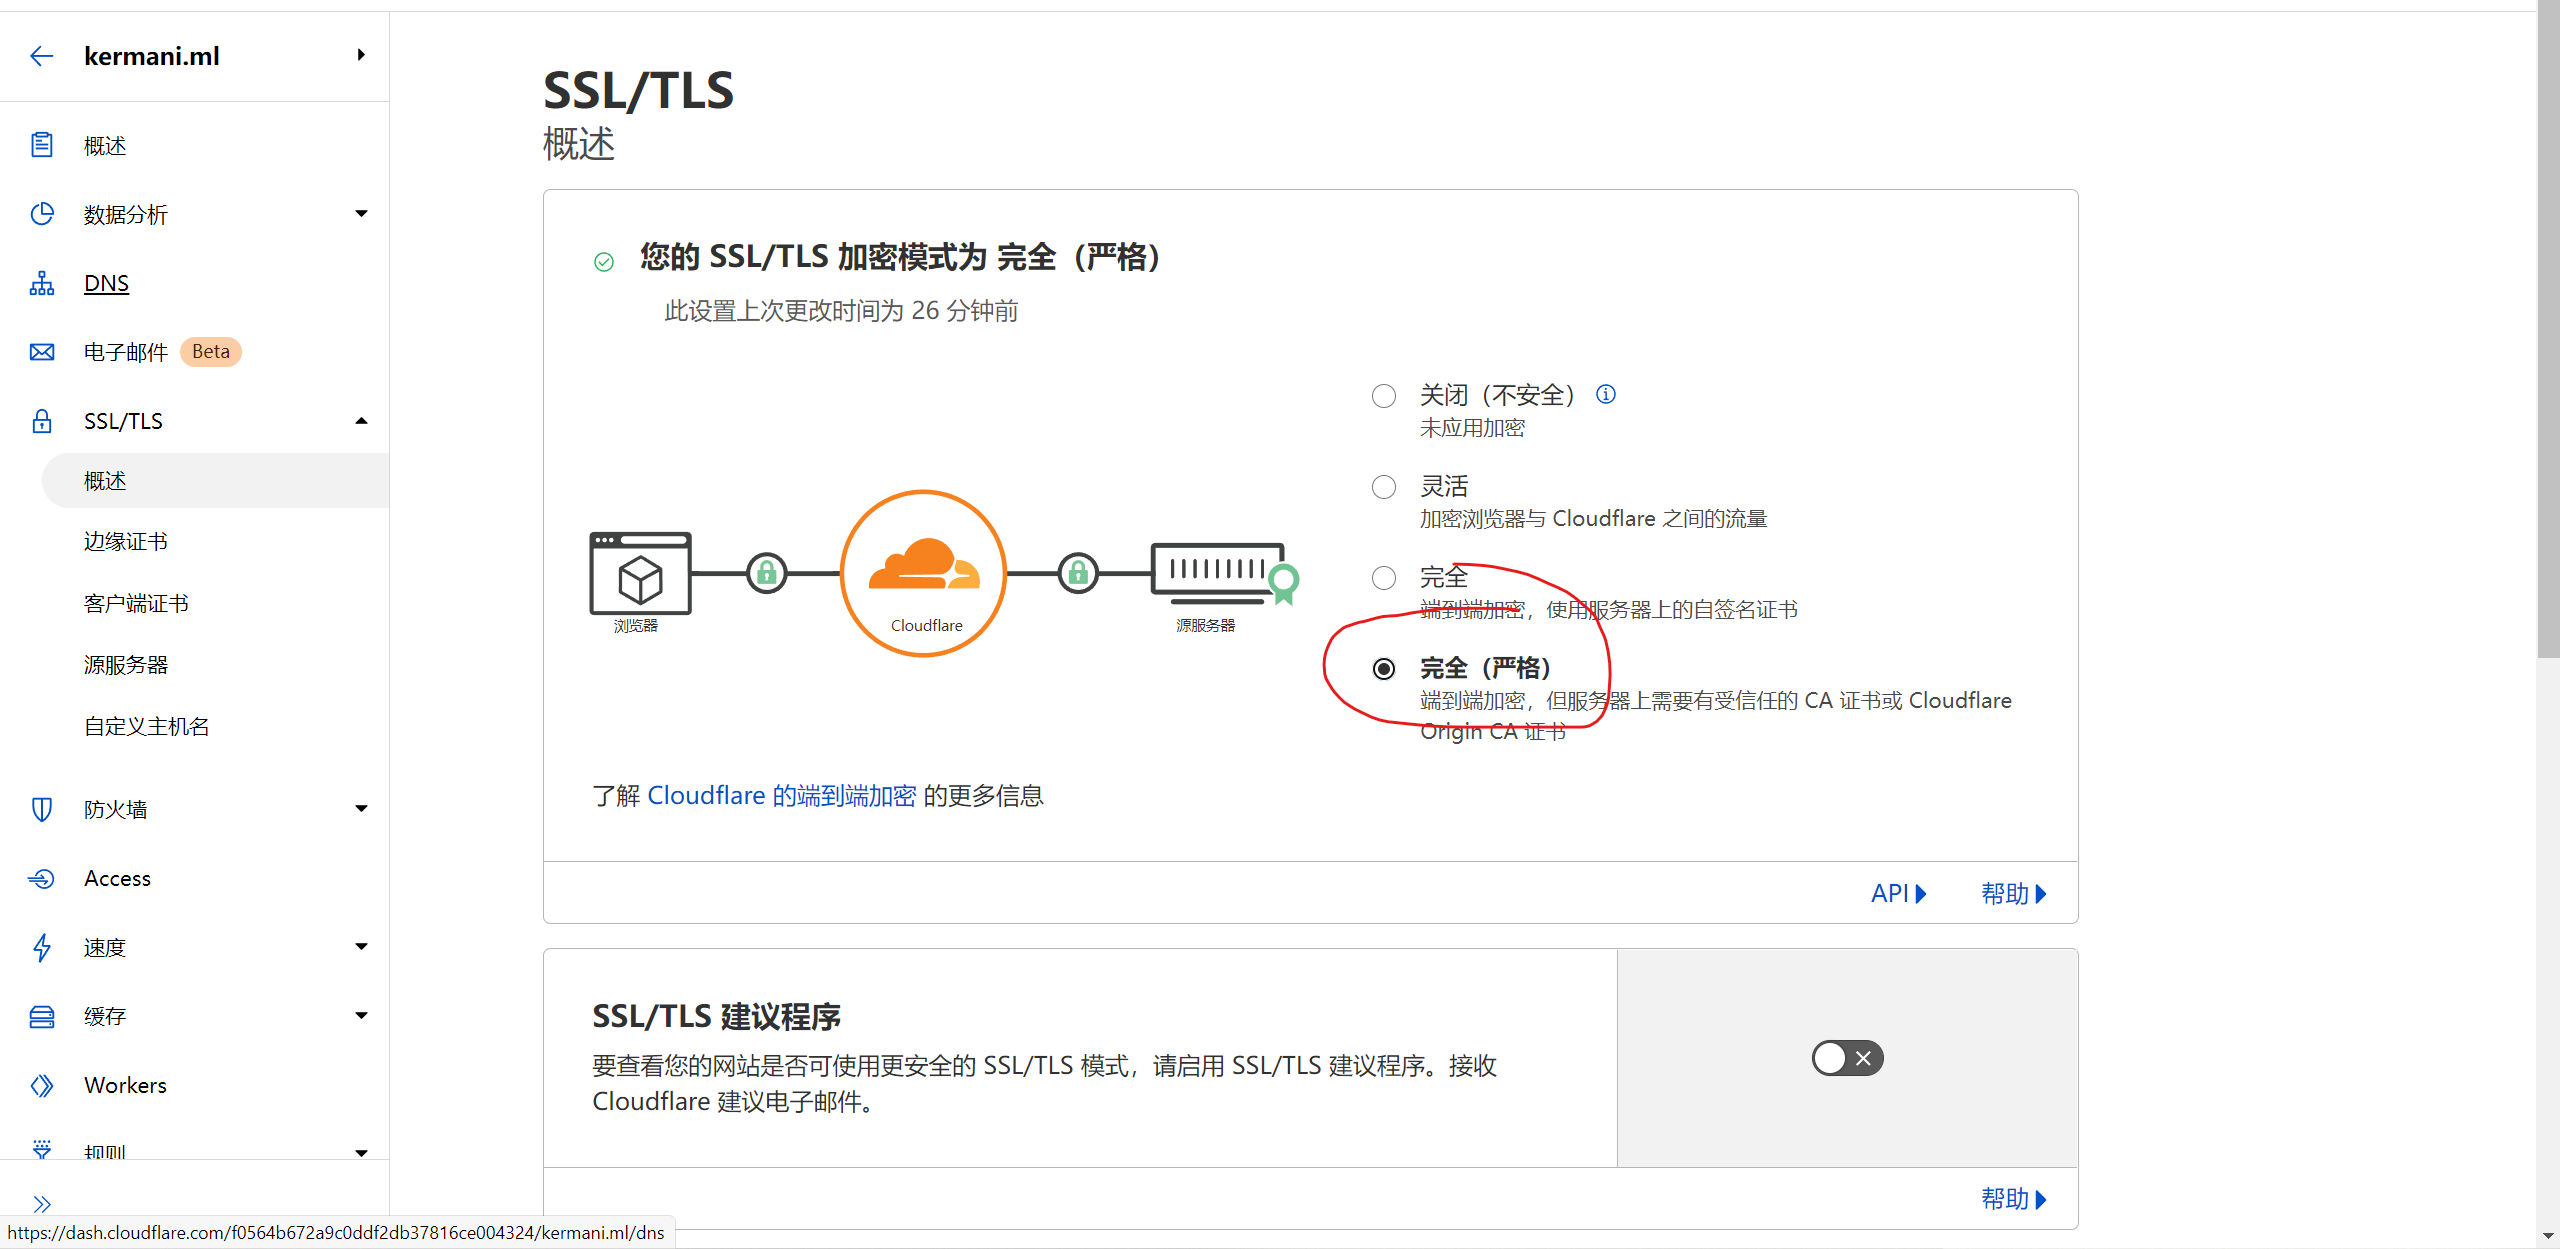 kermani.ml
概述
数据分析
DNS
电子邮件 Beta
SSL/TLS
概述
边缘证书
客户端证书
源服务器
自定义主机名
防火墙
Access
速度
缓存
Workers
规则
SSL/TLS
概述
您的 SSL/TLS 加密模式为 完全（严格）
此设置上次更改时间为 26 分钟前
浏览器
Cloudflare
源服务器
关闭（不安全）
未应用加密
灵活
加密浏览器与 Cloudflare 之间的流量
完全
端到端加密，使用服务器上的自签名证书
完全（严格）
端到端加密，但服务器上需要有受信任的 CA 证书或 Cloudflare
Origin CA 证书
了解 Cloudflare 的端到端加密 的更多信息
API
帮助
SSL/TLS 建议程序
要查看您的网站是否可使用更安全的 SSL/TLS 模式，请启用 SSL/TLS 建议程序。接收
Cloudflare 建议电子邮件。
帮助
https://dash.cloudflare.com/f0564b672a9c0ddf2db37816ce004324/kermani.ml/dns